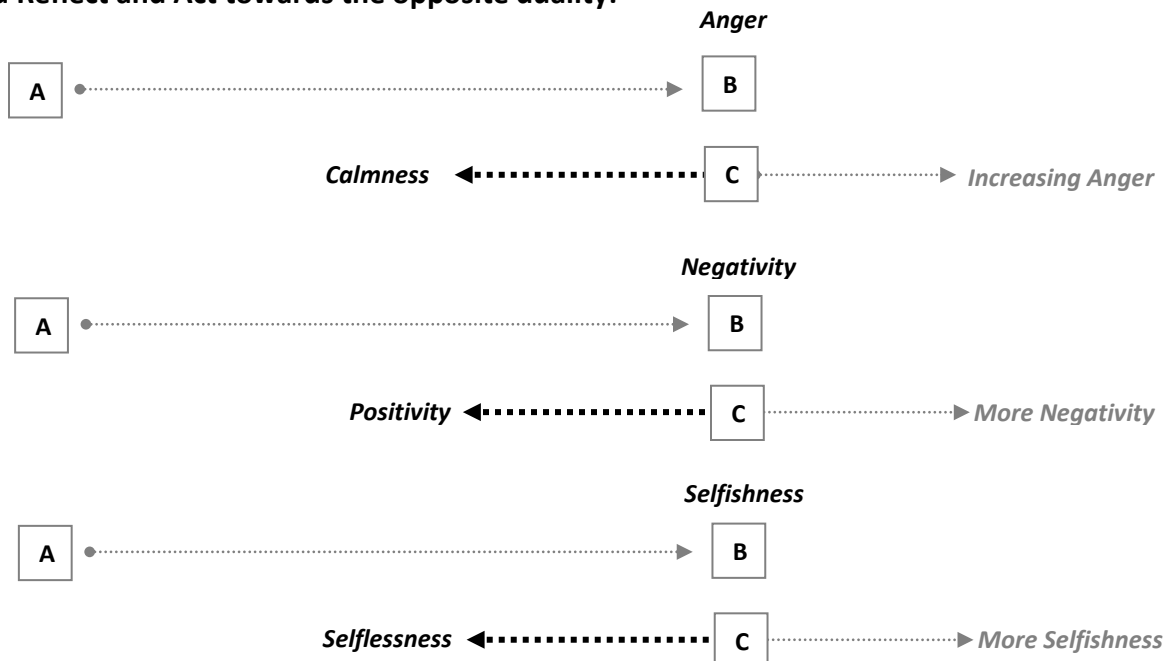 Reflect and Act towards the opposite quality.
Anger
A B
Calmness C Increasing Anger
Negativity
A B
Positivity C More Negativity
Selfishness
A B
Selflessness C More Selfishness